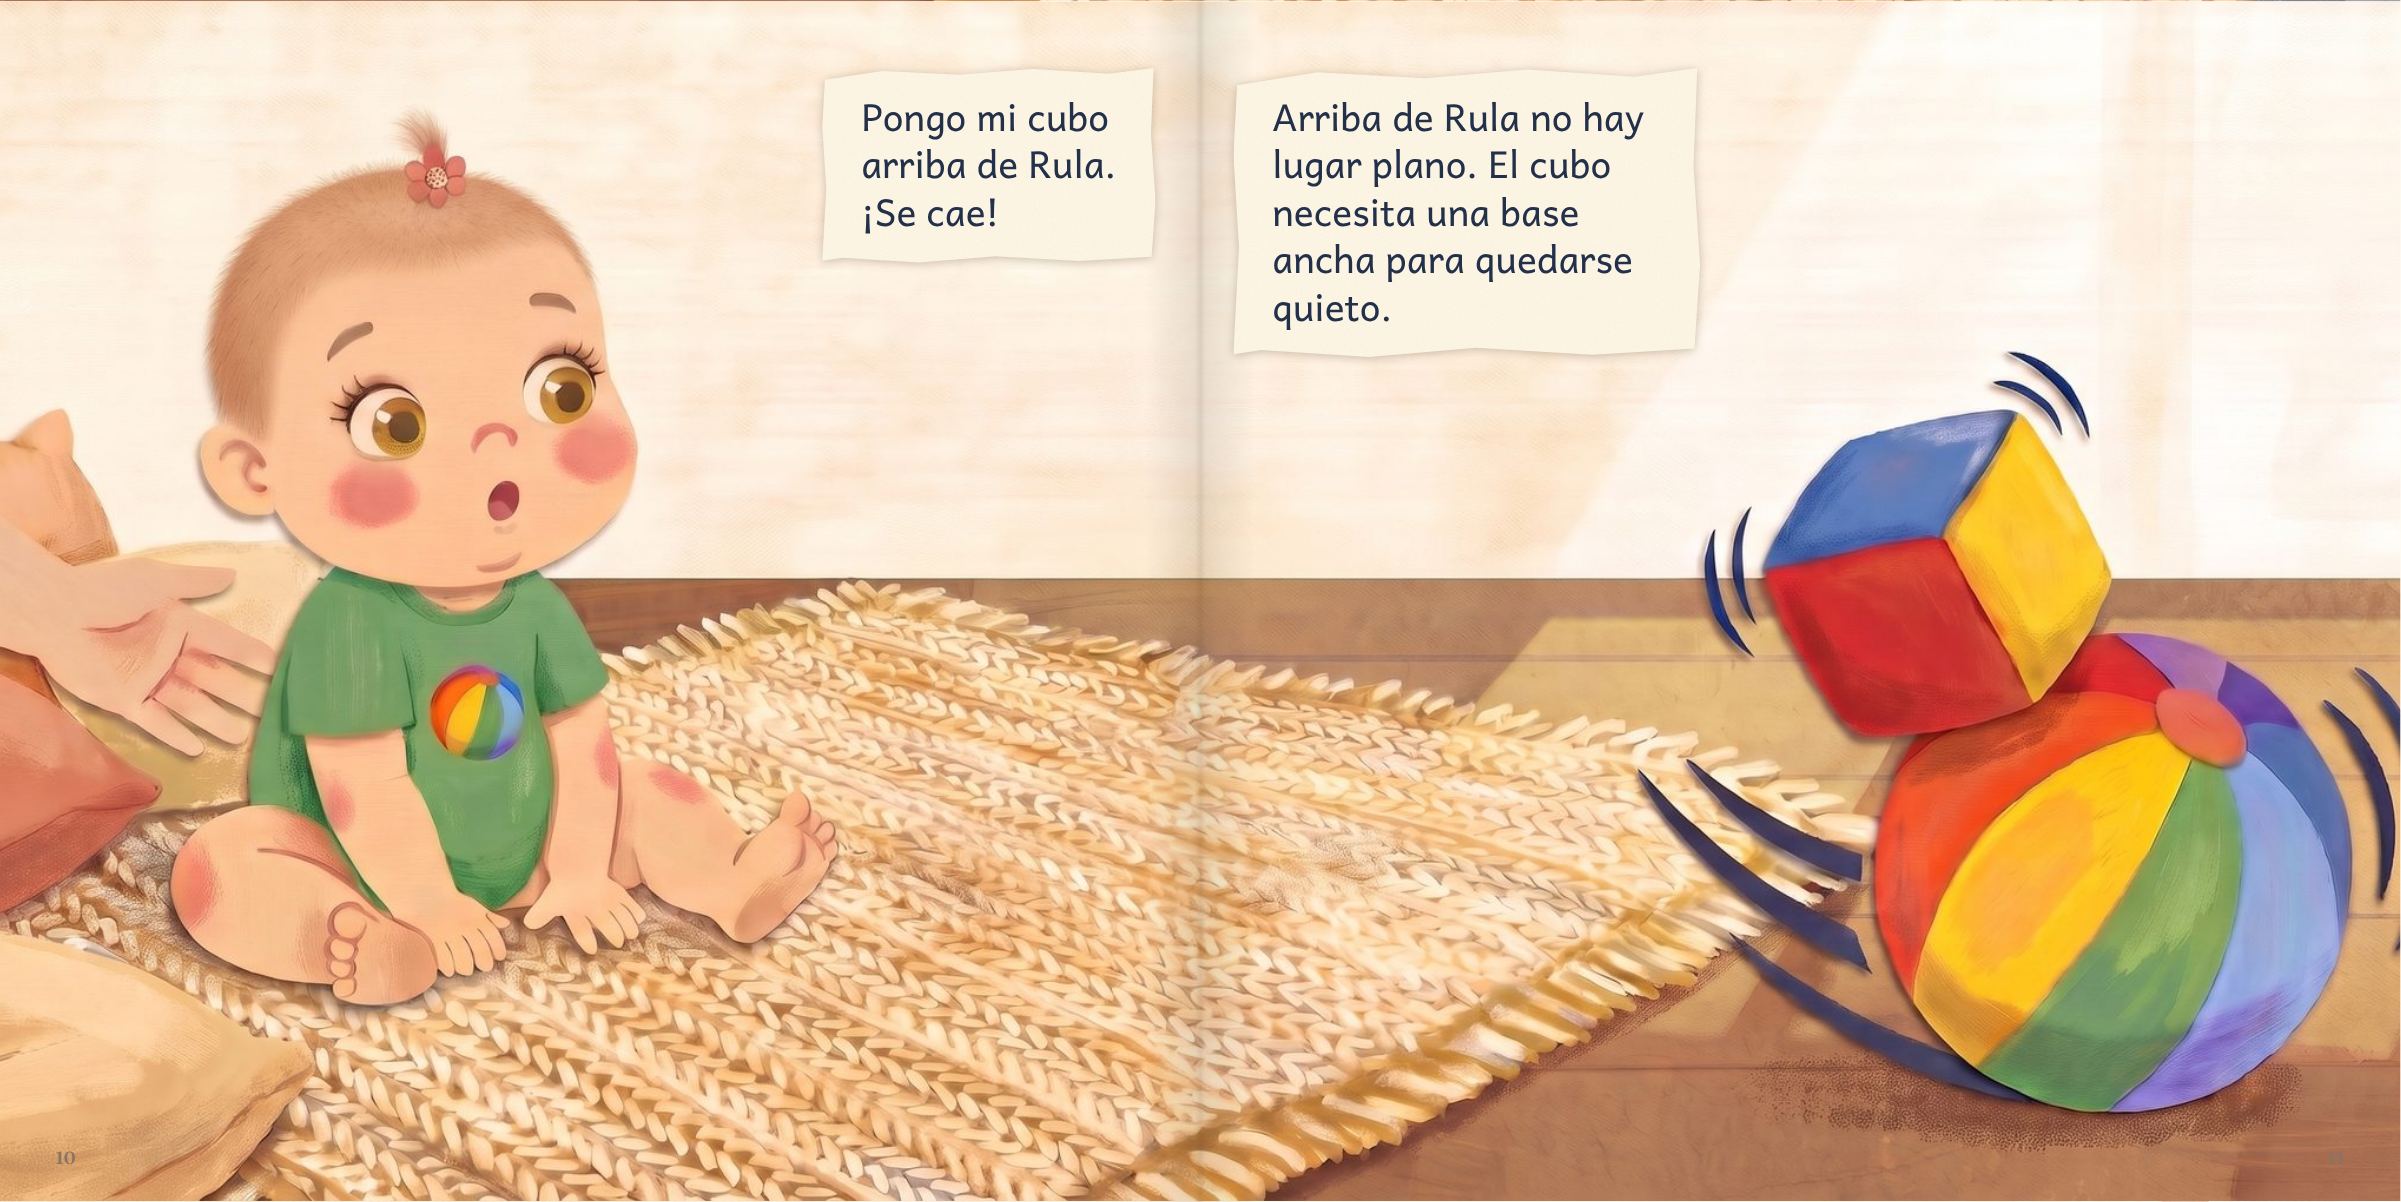 Pongo mi cubo
arriba de Rula.
¡Se cae!
Arriba de Rula no hay
lugar plano. El cubo
necesita una base
ancha para quedarse
quieto.
10